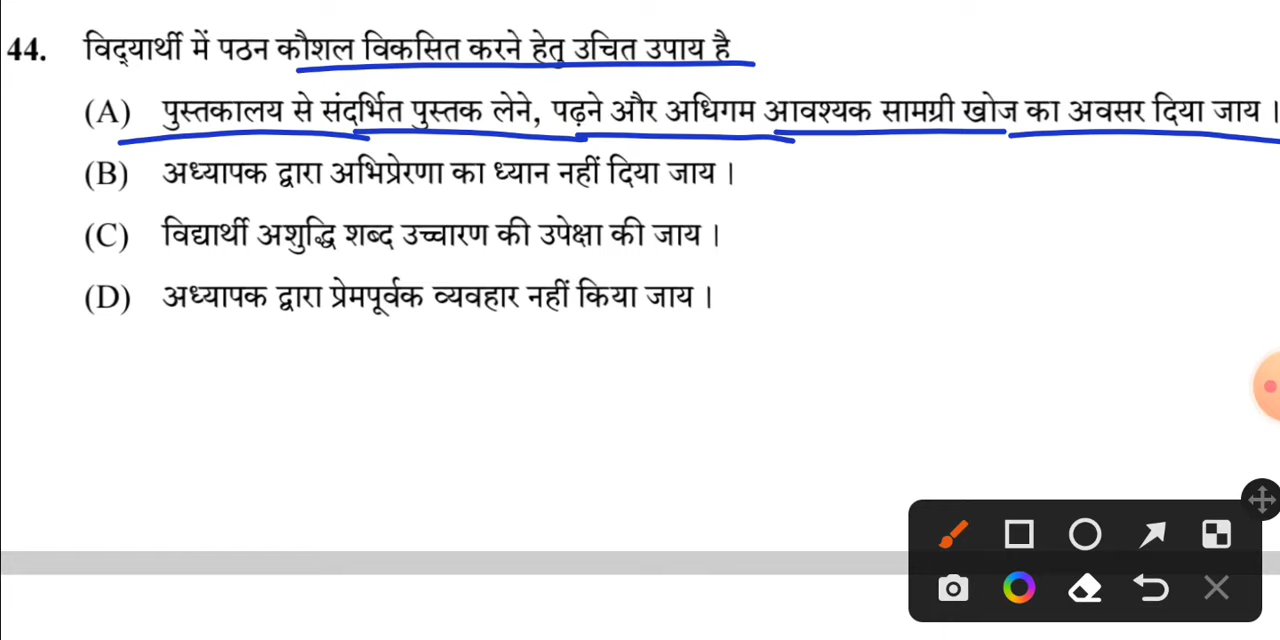 44. विद्‌यार्थी में पठन कौशल विकसित करने हेतु उचित उपाय है
(A) पुस्तकालय से संदर्भित पुस्तक लेने, पढ़ने और अधिगम आवश्यक सामग्री खोज का अवसर दिया जाय ।
(B) अध्यापक द्वारा अभिप्रेरणा का ध्यान नहीं दिया जाय ।
(C) विद्यार्थी अशुद्धि शब्द उच्चारण की उपेक्षा की जाय ।
(D) अध्यापक द्वारा प्रेमपूर्वक व्यवहार नहीं किया जाय ।